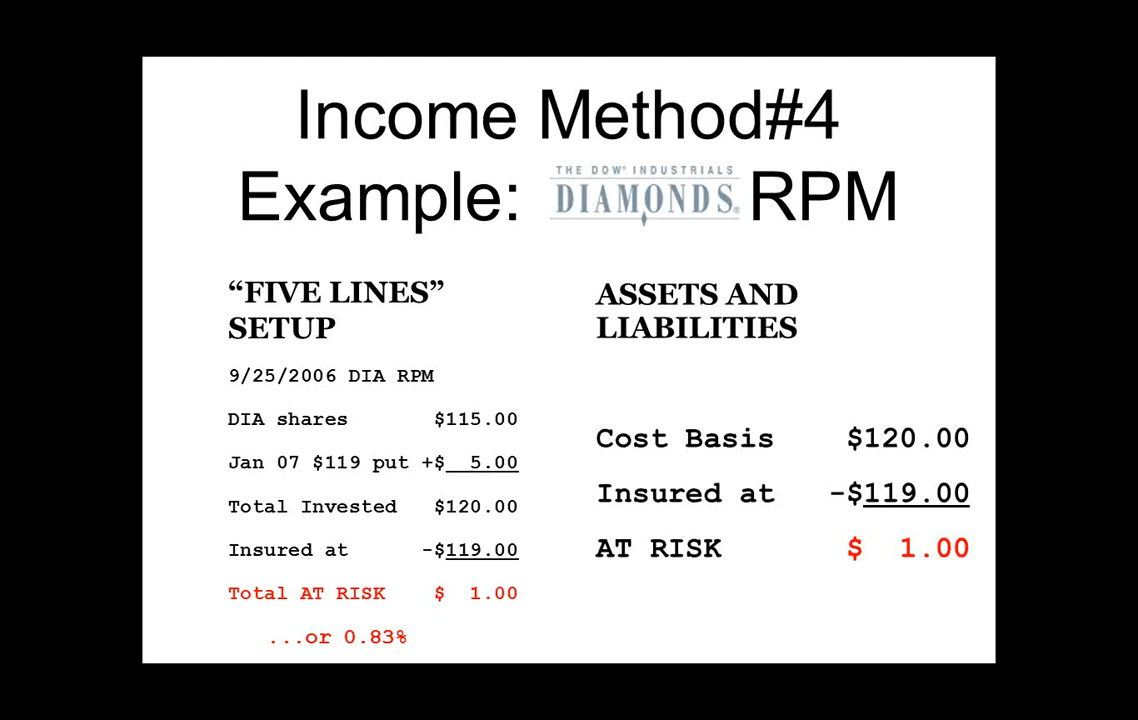 Income Method#4
Example: THE DOW® INDUSTRIALS DIAMONDS® RPM
“FIVE LINES”
SETUP
9/25/2006 DIA RPM
DIA shares $115.00
Jan 07 $119 put +$ 5.00
Total Invested $120.00
Insured at -$119.00
Total AT RISK $ 1.00
...or 0.83%
ASSETS AND
LIABILITIES
Cost Basis $120.00
Insured at -$119.00
AT RISK $ 1.00